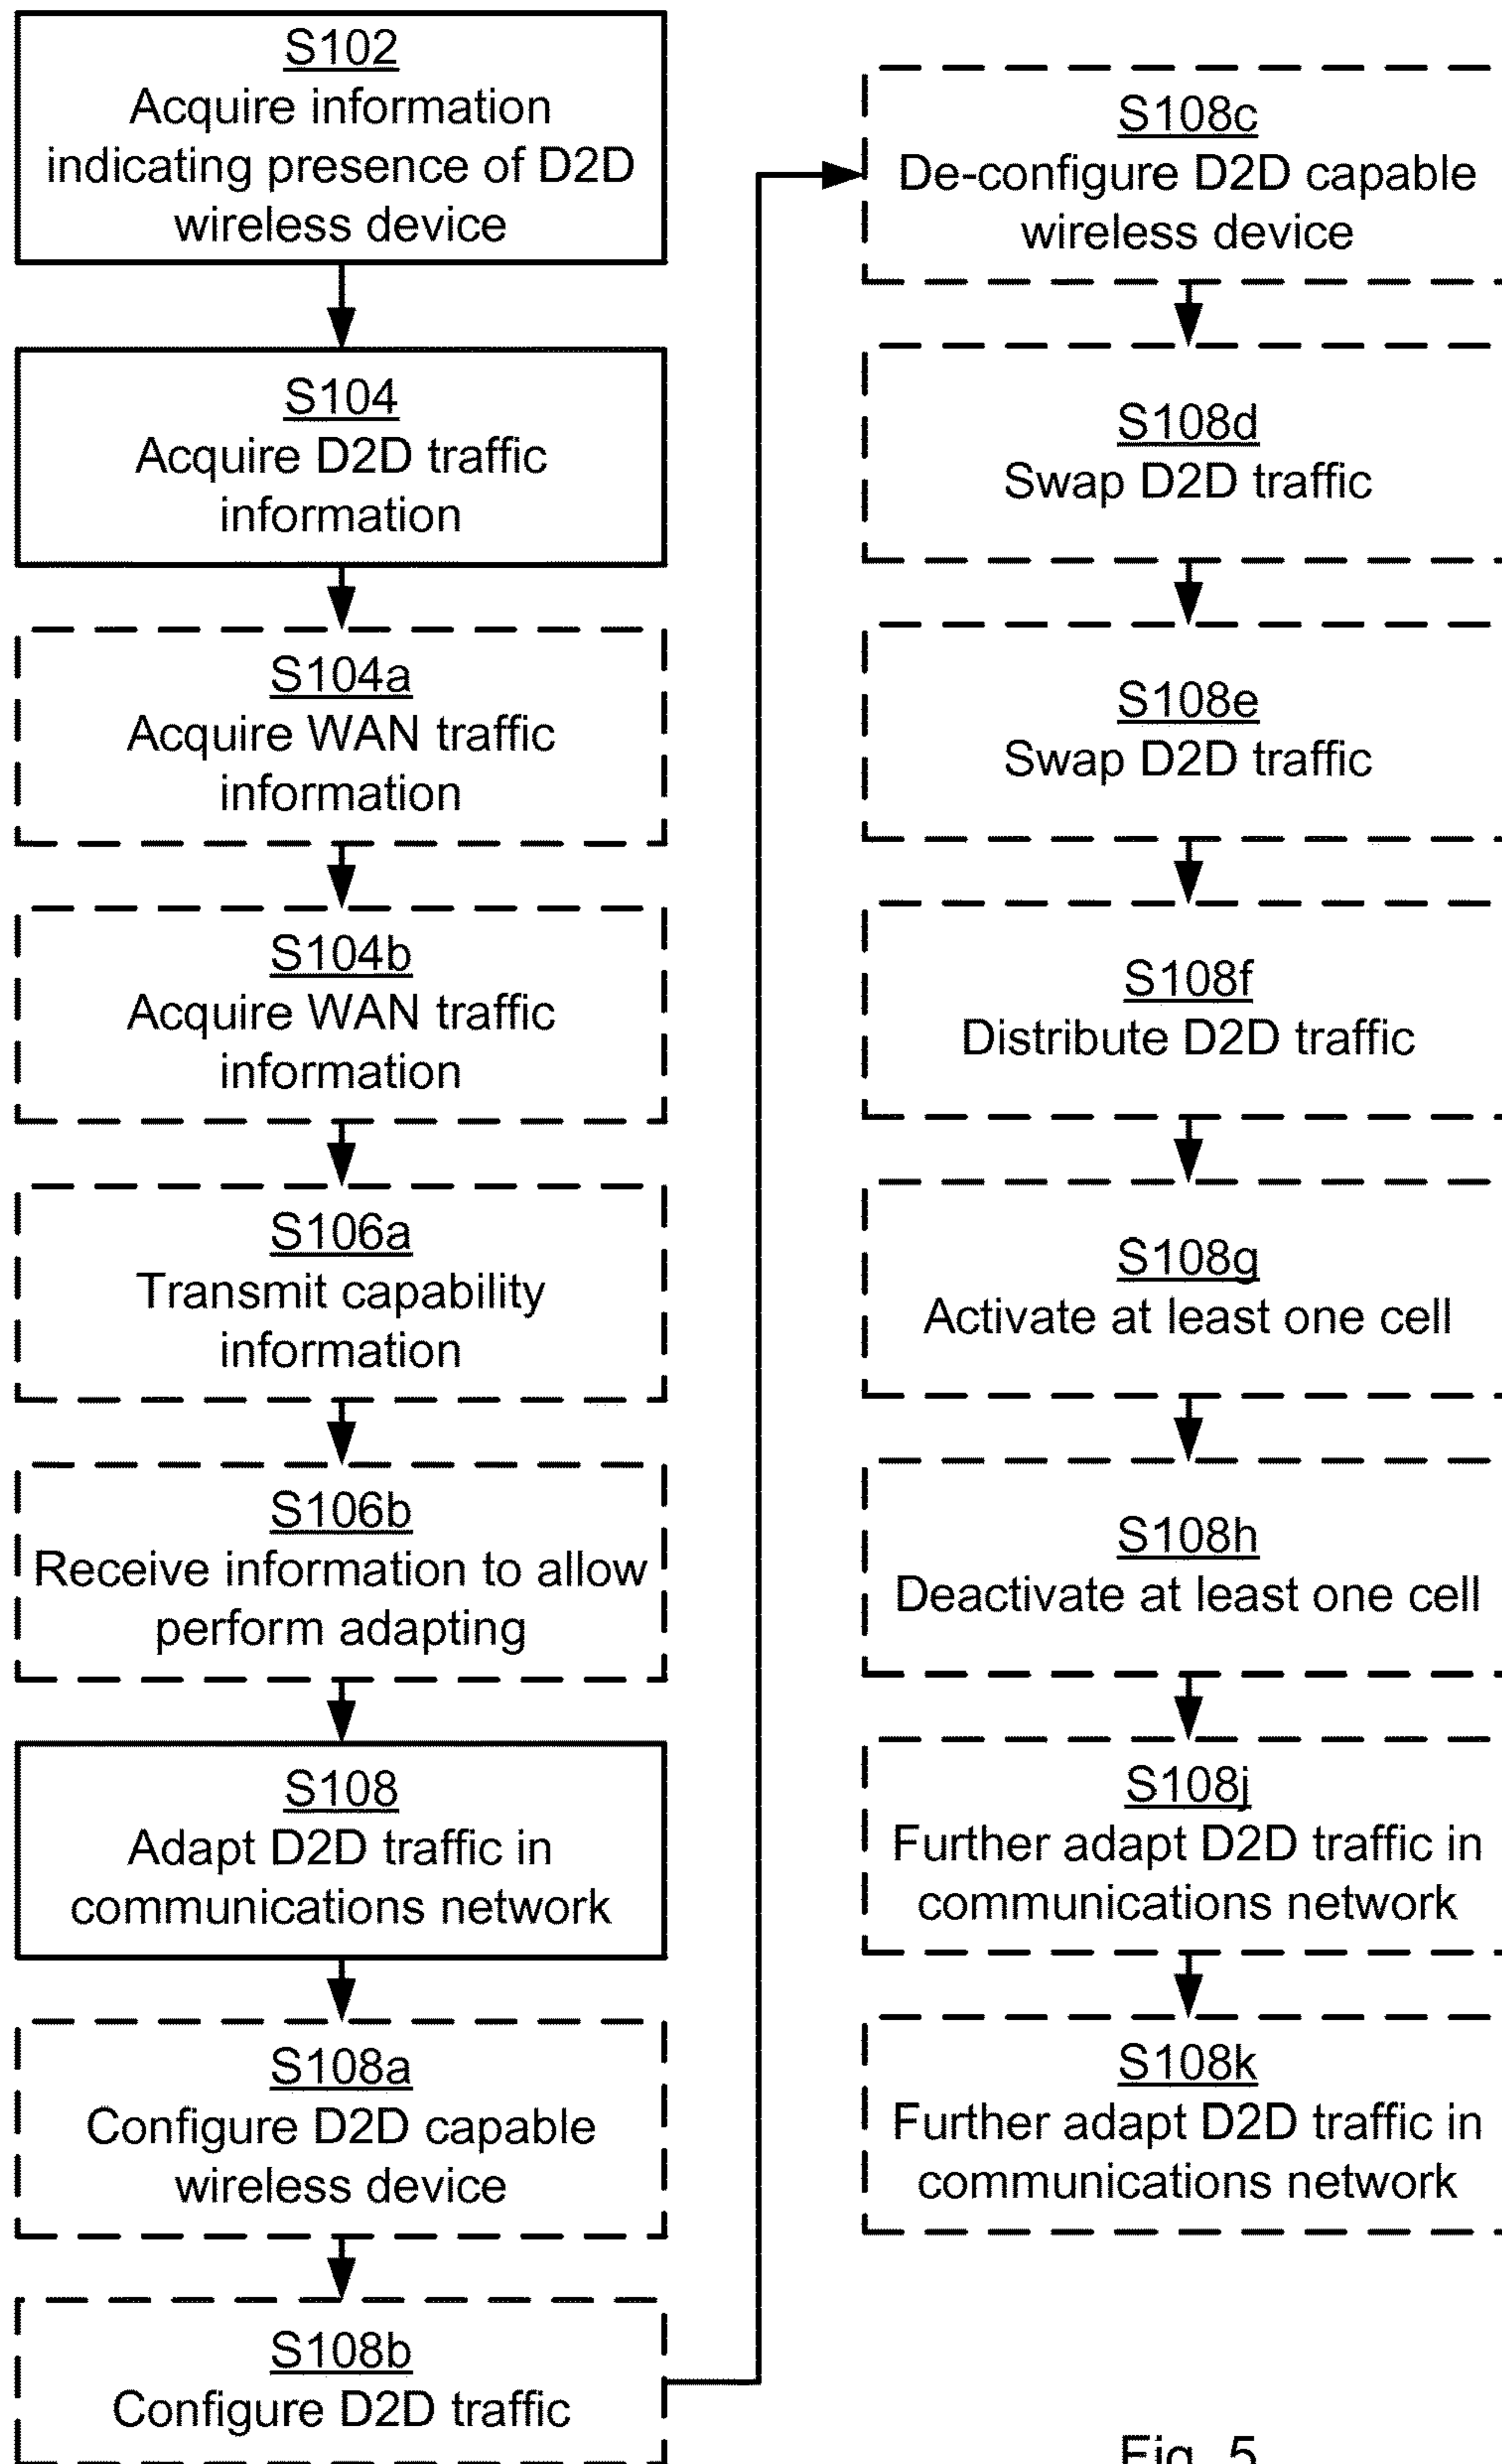 S102
Acquire information
indicating presence of D2D
wireless device
S104
Acquire D2D traffic
information
S104a
Acquire WAN traffic
information
S104b
Acquire WAN traffic
information
S106a
Transmit capability
information
S106b
Receive information to allow
perform adapting
S108
Adapt D2D traffic in
communications network
S108a
Configure D2D capable
wireless device
S108b
Configure D2D traffic
S108c
De-configure D2D capable
wireless device
S108d
Swap D2D traffic
S108e
Swap D2D traffic
S108f
Distribute D2D traffic
S108g
Activate at least one cell
S108h
Deactivate at least one cell
S108j
Further adapt D2D traffic in
communications network
S108k
Further adapt D2D traffic in
communications network
Fig. 5